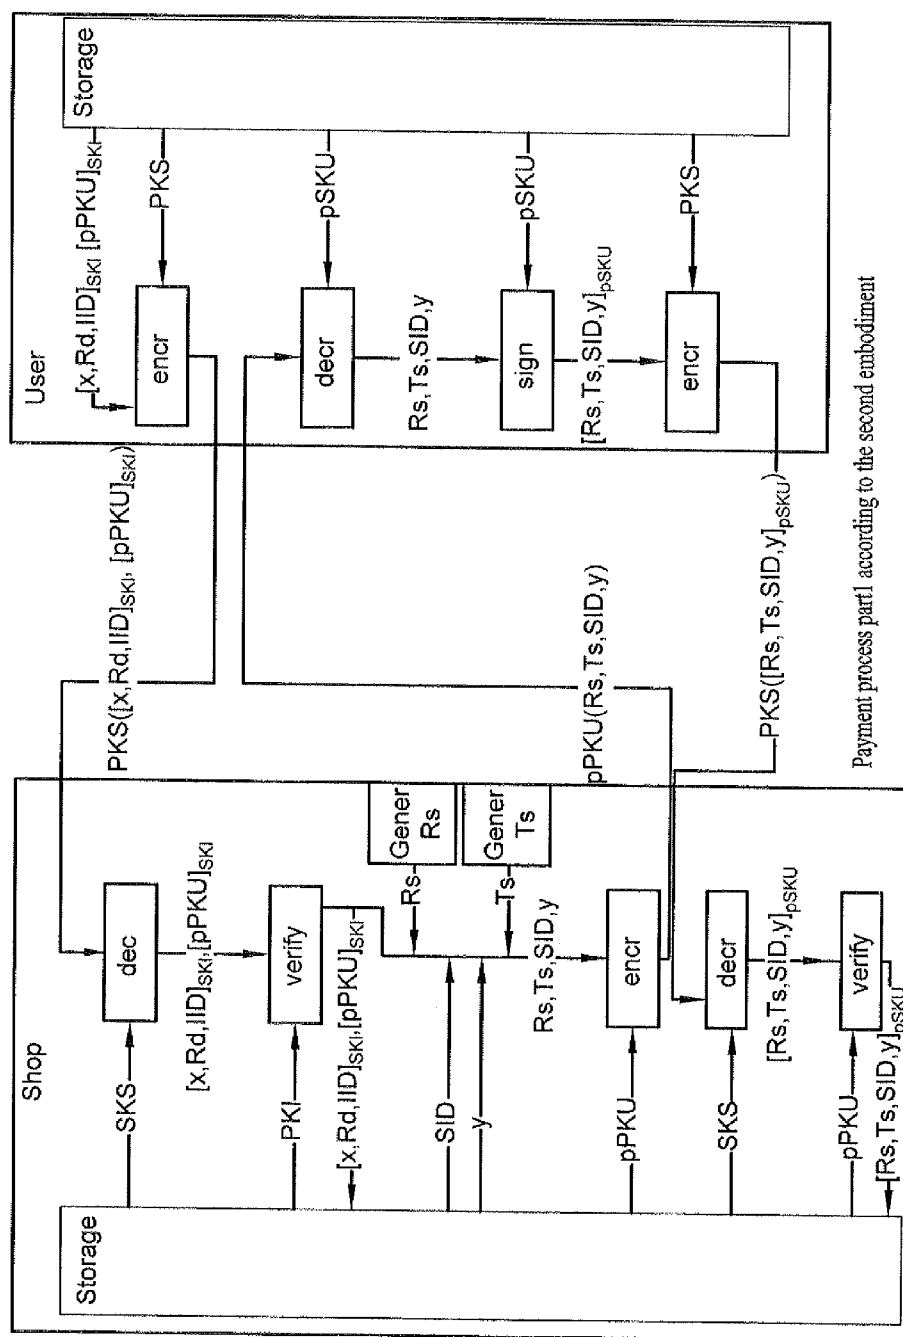 User
Storage
[x,Rd,IID]SKI, [pPKU]SKI
PKS
encr
pSKU
decr
Rs,Ts,SID,y
pSKU
sign
[Rs,Ts,SID,y]pSKU
PKS
encr
PKS([x,Rd,IID]SKI, [pPKU]SKI)
pPKU(Rs,Ts,SID,y)
PKS([Rs,Ts,SID,y]pSKU)
Shop
Storage
SKS
dec
[x,Rd,IID]SKI,[pPKU]SKI
PKI
verify
[x,Rd,IID]SKI,[pPKU]SKI
Gener
Rs
Rs
Gener
Ts
Ts
SID
y
Rs,Ts,SID,y
pPKU
encr
SKS
decr
[Rs,Ts,SID,y]pSKU
pPKU
verify
[Rs,Ts,SID,y]pSKU
Payment process part1 according to the second embodiment